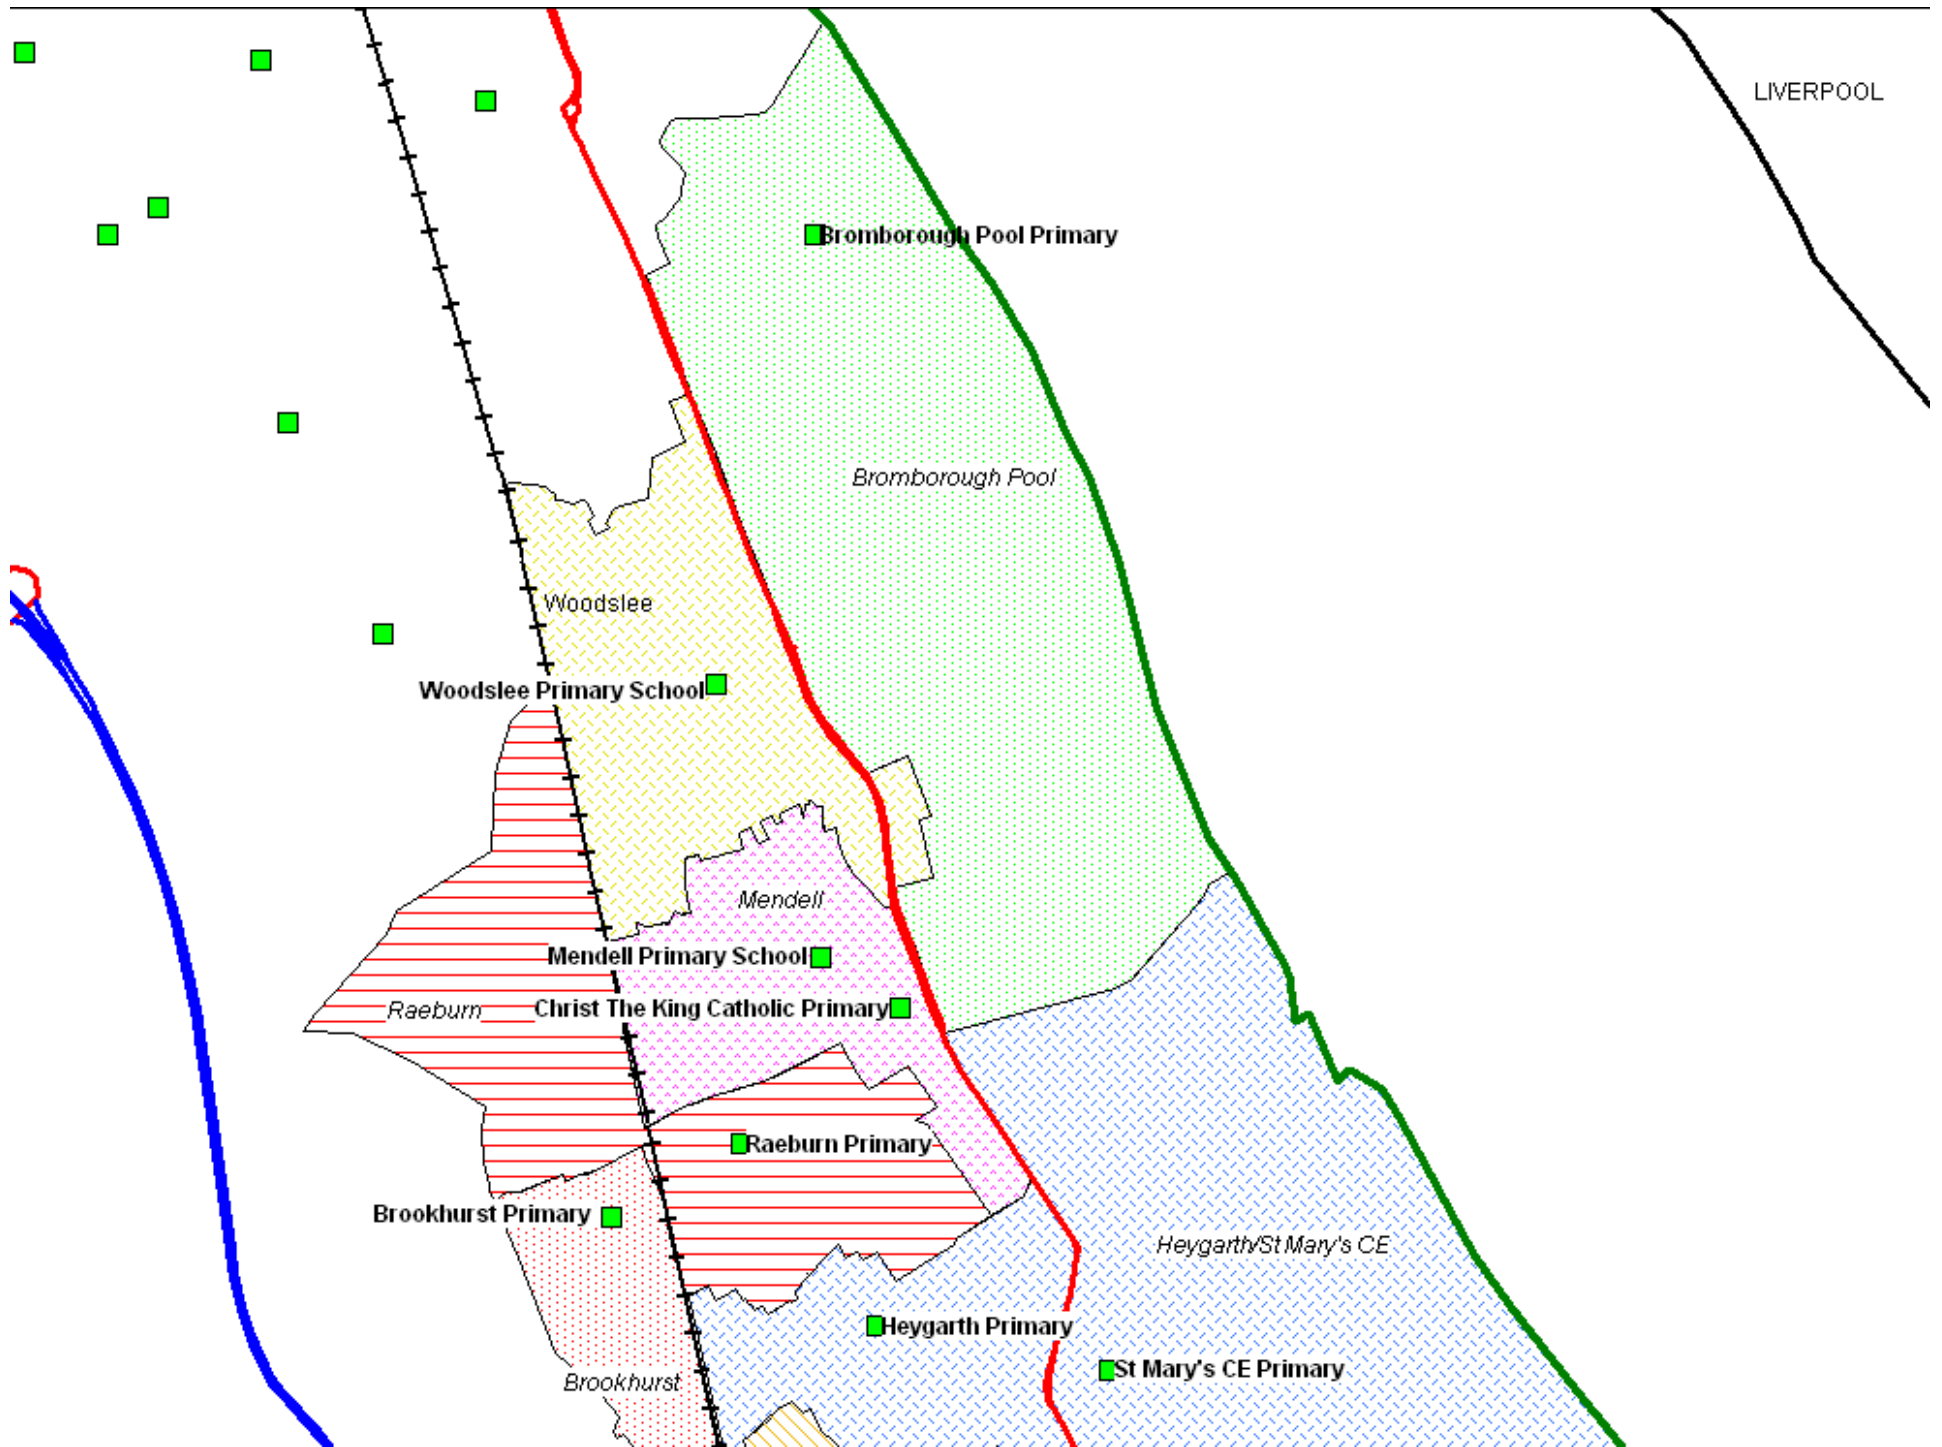 LIVERPOOL
Bromborough Pool Primary
Bromborough Pool
Woodslee
Woodslee Primary School
Mendell
Mendell Primary School
Raeburn
Christ The King Catholic Primary
Raeburn Primary
Brookhurst Primary
Heygarth/St Mary's CE
Heygarth Primary
St Mary's CE Primary
Brookhurst